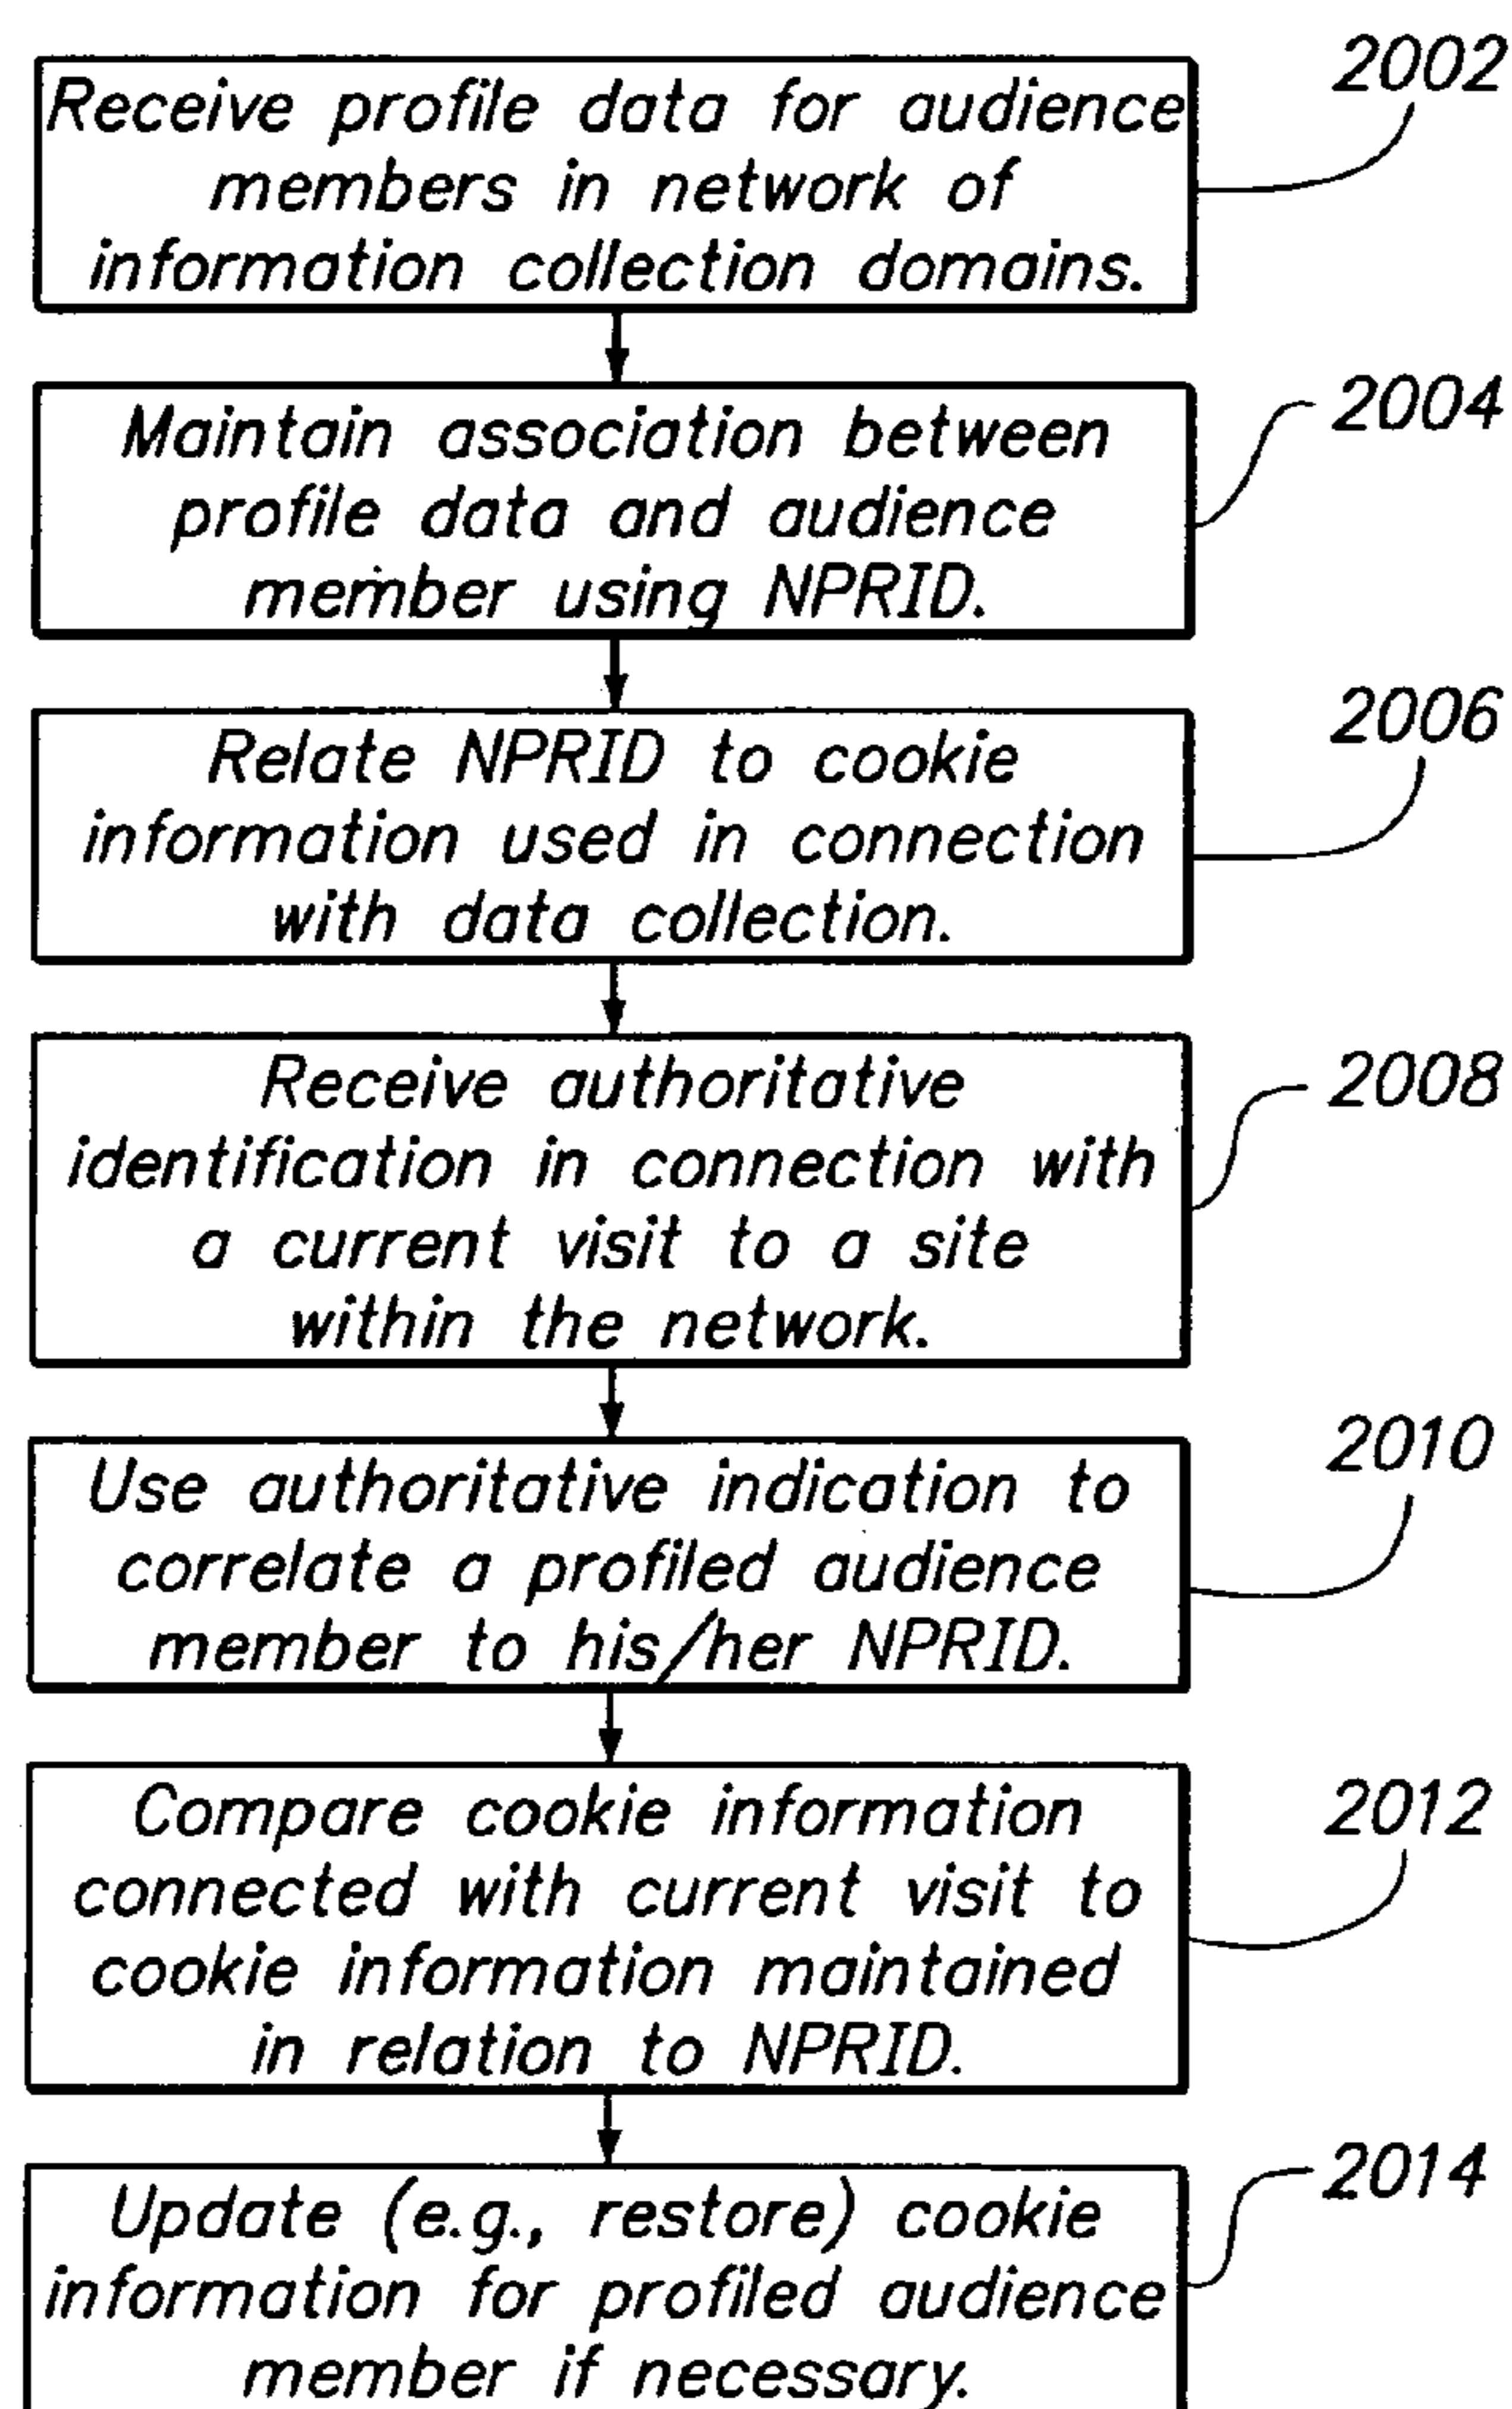 2002
Receive profile data for audience
members in network of
information collection domains.
2004
Maintain association between
profile data and audience
member using NPRID.
2006
Relate NPRID to cookie
information used in connection
with data collection.
2008
Receive authoritative
identification in connection with
a current visit to a site
within the network.
2010
Use authoritative indication to
correlate a profiled audience
member to his/her NPRID.
2012
Compare cookie information
connected with current visit to
cookie information maintained
in relation to NPRID.
2014
Update (e.g., restore) cookie
information for profiled audience
member if necessary.